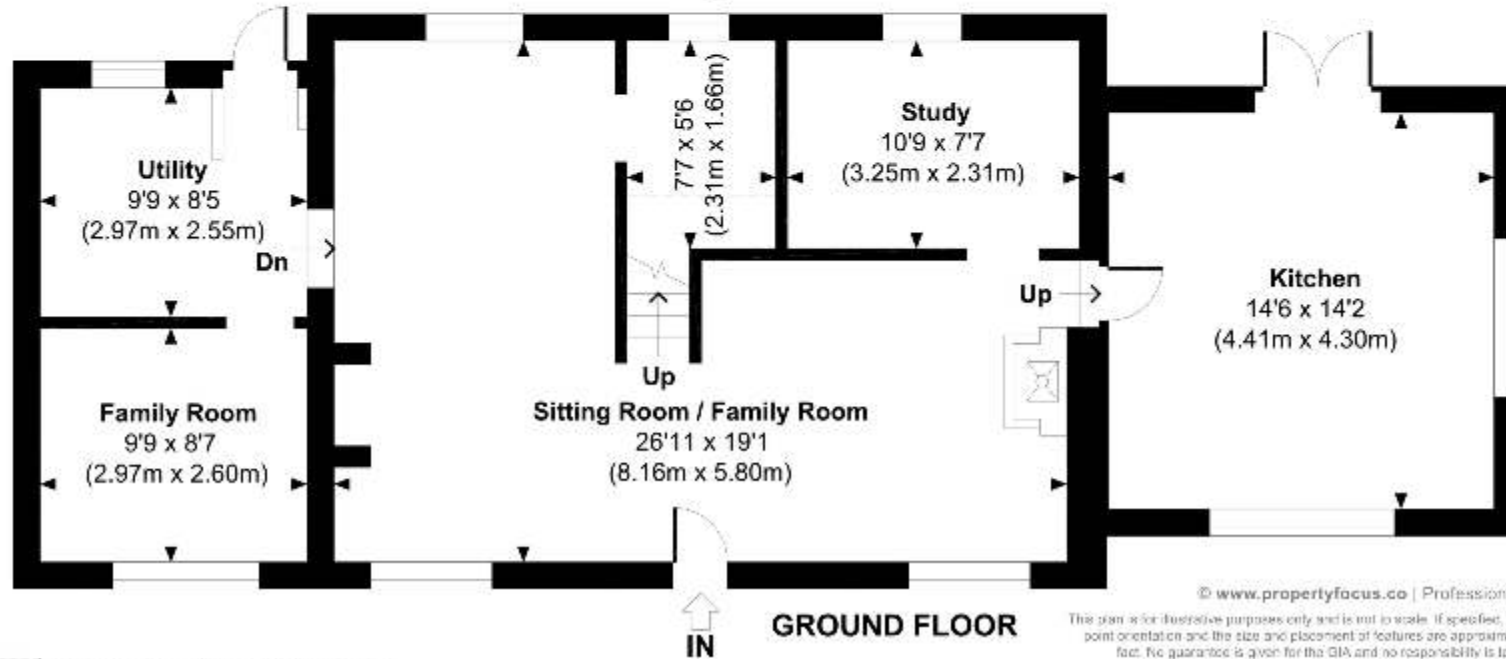 Utility
9'9 x 8'5
(2.97m x 2.55m)
Dn
Family Room
9'9 x 8'7
(2.97m x 2.60m)
7'7 x 5'6
(2.31m x 1.66m)
Study
10'9 x 7'7
(3.25m x 2.31m)
Up
Up
Kitchen
14'6 x 14'2
(4.41m x 4.30m)
Sitting Room / Family Room
26'11 x 19'1
(8.16m x 5.80m)
IN
GROUND FLOOR
© www.propertyfocus.co | Profession
This plan is for illustrative purposes only and is not to scale. If specified,
point orientation and the size and placement of features are approxim
fact. No guarantee is given for the GIA and no responsibility is t